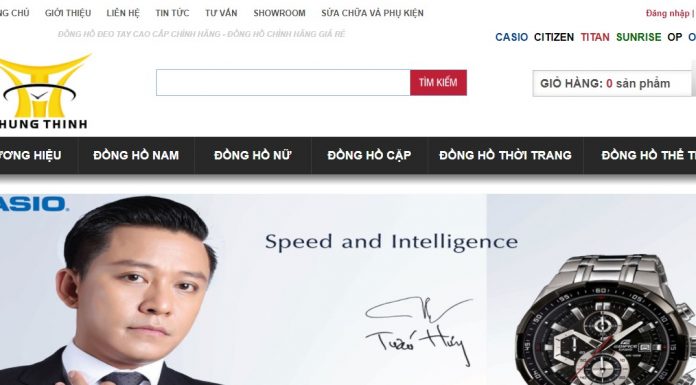 NG CHỦ GIỚI THIỆU LIÊN HỆ TIN TỨC TƯ VẤN SHOWROOM SỬA CHỮA VÀ PHỤ KIỆN
Đăng nhập |
ĐỒNG HỒ ĐEO TAY CAO CẤP CHÍNH HÃNG - ĐỒNG HỒ CHÍNH HÃNG GIÁ RẺ
CASIO CITIZEN TITAN SUNRISE OP O
TÌM KIẾM
GIỎ HÀNG: 0 sản phẩm
HUNG THINH
ƯƠNG HIỆU ĐỒNG HỒ NAM ĐỒNG HỒ NỮ ĐỒNG HỒ CẶP ĐỒNG HỒ THỜI TRANG ĐỒNG HỒ THỂ T
ASIO
Speed and Intelligence
EDIFICE
CASIO